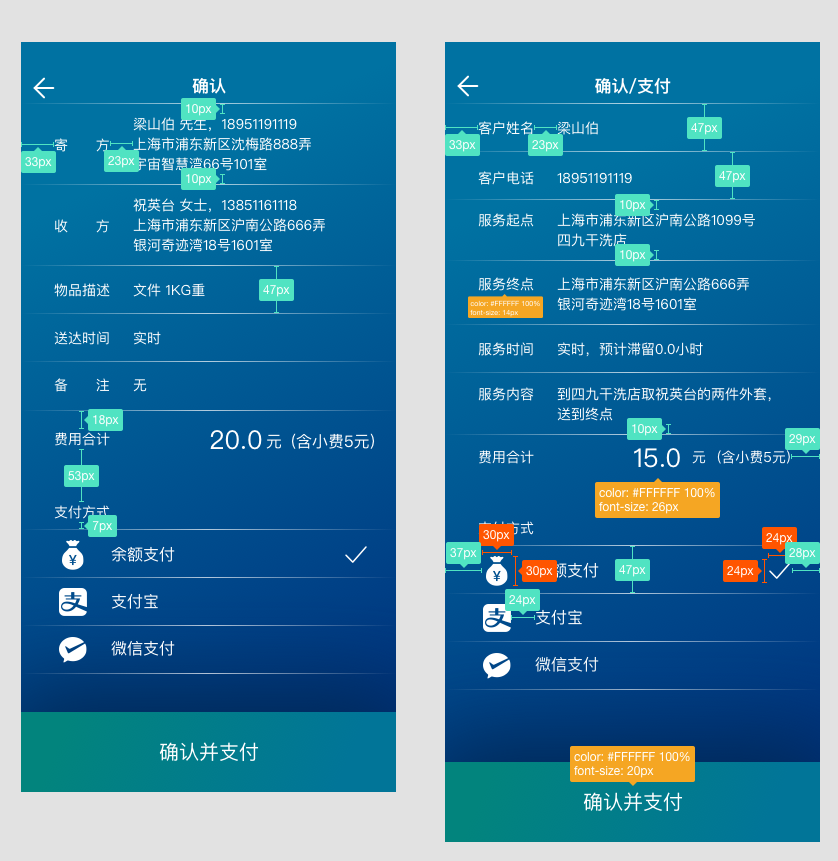 确认
10px
梁山伯 先生，18951191119
寄 方 上海市浦东新区沈梅路888弄
33px
23px
宇宙智慧湾66号101室
10px
祝英台 女士，13851161118
收 方 上海市浦东新区沪南公路666弄
银河奇迹湾18号1601室
物品描述 文件 1KG重
47px
送达时间 实时
备 注 无
18px
费用合计 20.0 元（含小费5元）
53px
支付方式
7px
余额支付
支付宝
微信支付
确认并支付
确认/支付
客户姓名 梁山伯
47px
33px
23px
客户电话 18951191119
47px
10px
服务起点 上海市浦东新区沪南公路1099号
四九干洗店
10px
服务终点 上海市浦东新区沪南公路666弄
银河奇迹湾18号1601室
color: #FFFFFF 100%
font-size: 14px
服务时间 实时，预计滞留0.0小时
服务内容 到四九干洗店取祝英台的两件外套，
送到终点
10px
29px
费用合计 15.0 元（含小费5元）
color: #FFFFFF 100%
font-size: 26px
支付方式
30px
24px
37px
28px
30px
额支付
47px
24px
24px
支付宝
微信支付
color: #FFFFFF 100%
font-size: 20px
确认并支付